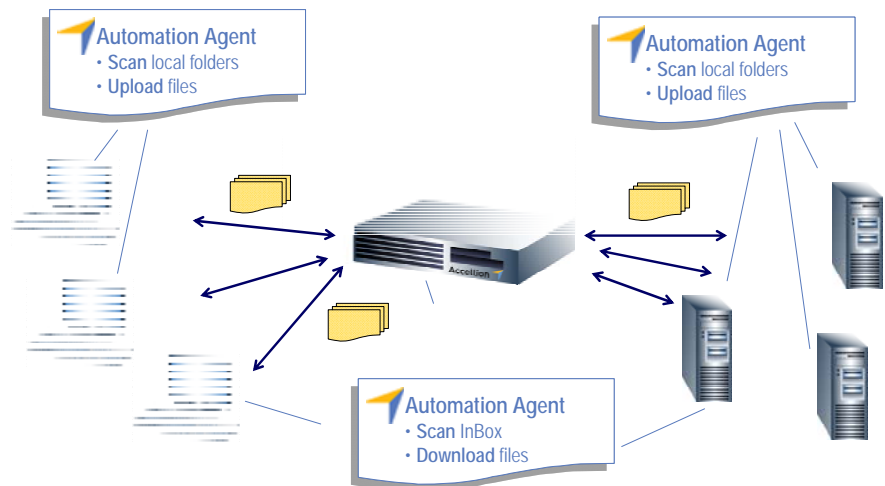 Automation Agent
• Scan local folders
• Upload files
Automation Agent
• Scan local folders
• Upload files
Accellion
Automation Agent
• Scan InBox
• Download files